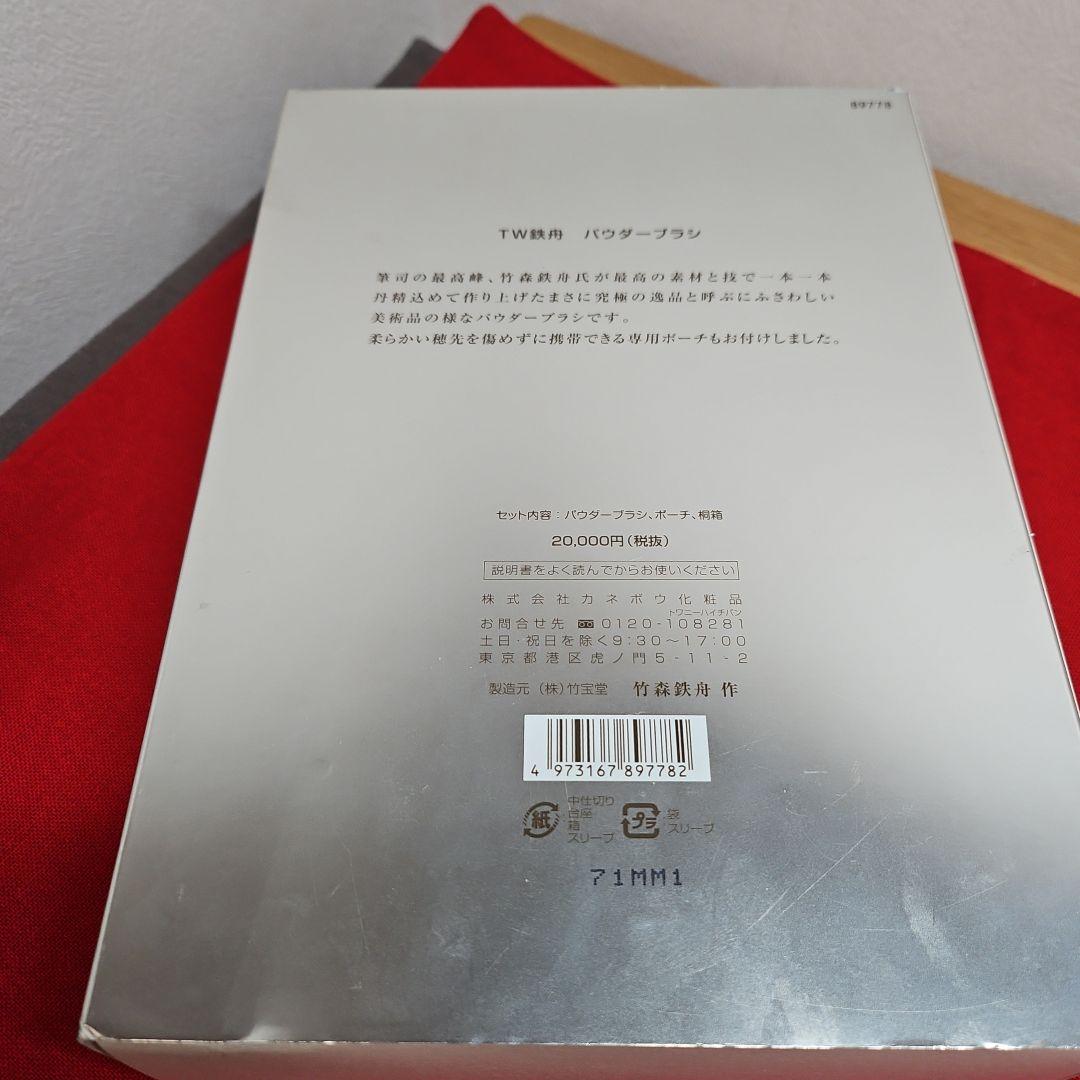 89778
TW鉄舟 パウダーブラシ
筆司の最高峰、竹森鉄舟氏が最高の素材と技で一本一本
丹精込めて作り上げたまさに究極の逸品と呼ぶにふさわしい
美術品の様なパウダーブラシです。
柔らかい穂先を傷めずに携帯できる専用ポーチもお付けしました。
セット内容：パウダーブラシ、ポーチ、桐箱
20,000円(税抜)
説明書をよく読んでからお使いください
株式会社カネボウ化粧品
トワニーハイチバン
お問合せ先 0120-108281
土日・祝日を除く9:30〜17:00
東京都港区虎ノ門5-11-2
製造元 (株)竹宝堂 竹森鉄舟 作
4 973167 897782
紙 中仕切り
台座
箱
スリーブ
プラ 袋
スリーブ
71MM1